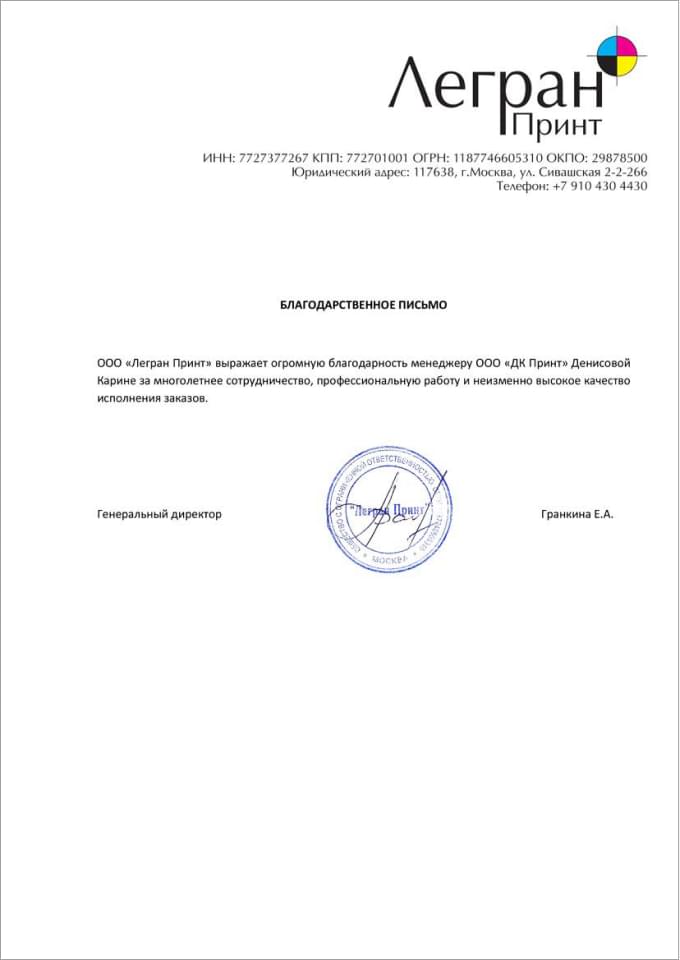 Легран
Принт
ИНН: 7727377267 КПП: 772701001 ОГРН: 1187746605310 ОКПО: 29878500
Юридический адрес: 117638, г.Москва, ул. Сивашская 2-2-266
Телефон: +7 910 430 4430
БЛАГОДАРСТВЕННОЕ ПИСЬМО
ООО «Легран Принт» выражает огромную благодарность менеджеру ООО «ДК Принт» Денисовой
Карине за многолетнее сотрудничество, профессиональную работу и неизменно высокое качество
исполнения заказов.
ОБЩЕСТВО С ОГРАНИЧЕННОЙ ОТВЕТСТВЕННОСТЬЮ
"Легран Принт"
МОСКВА
Генеральный директор
Гранкина Е.А.